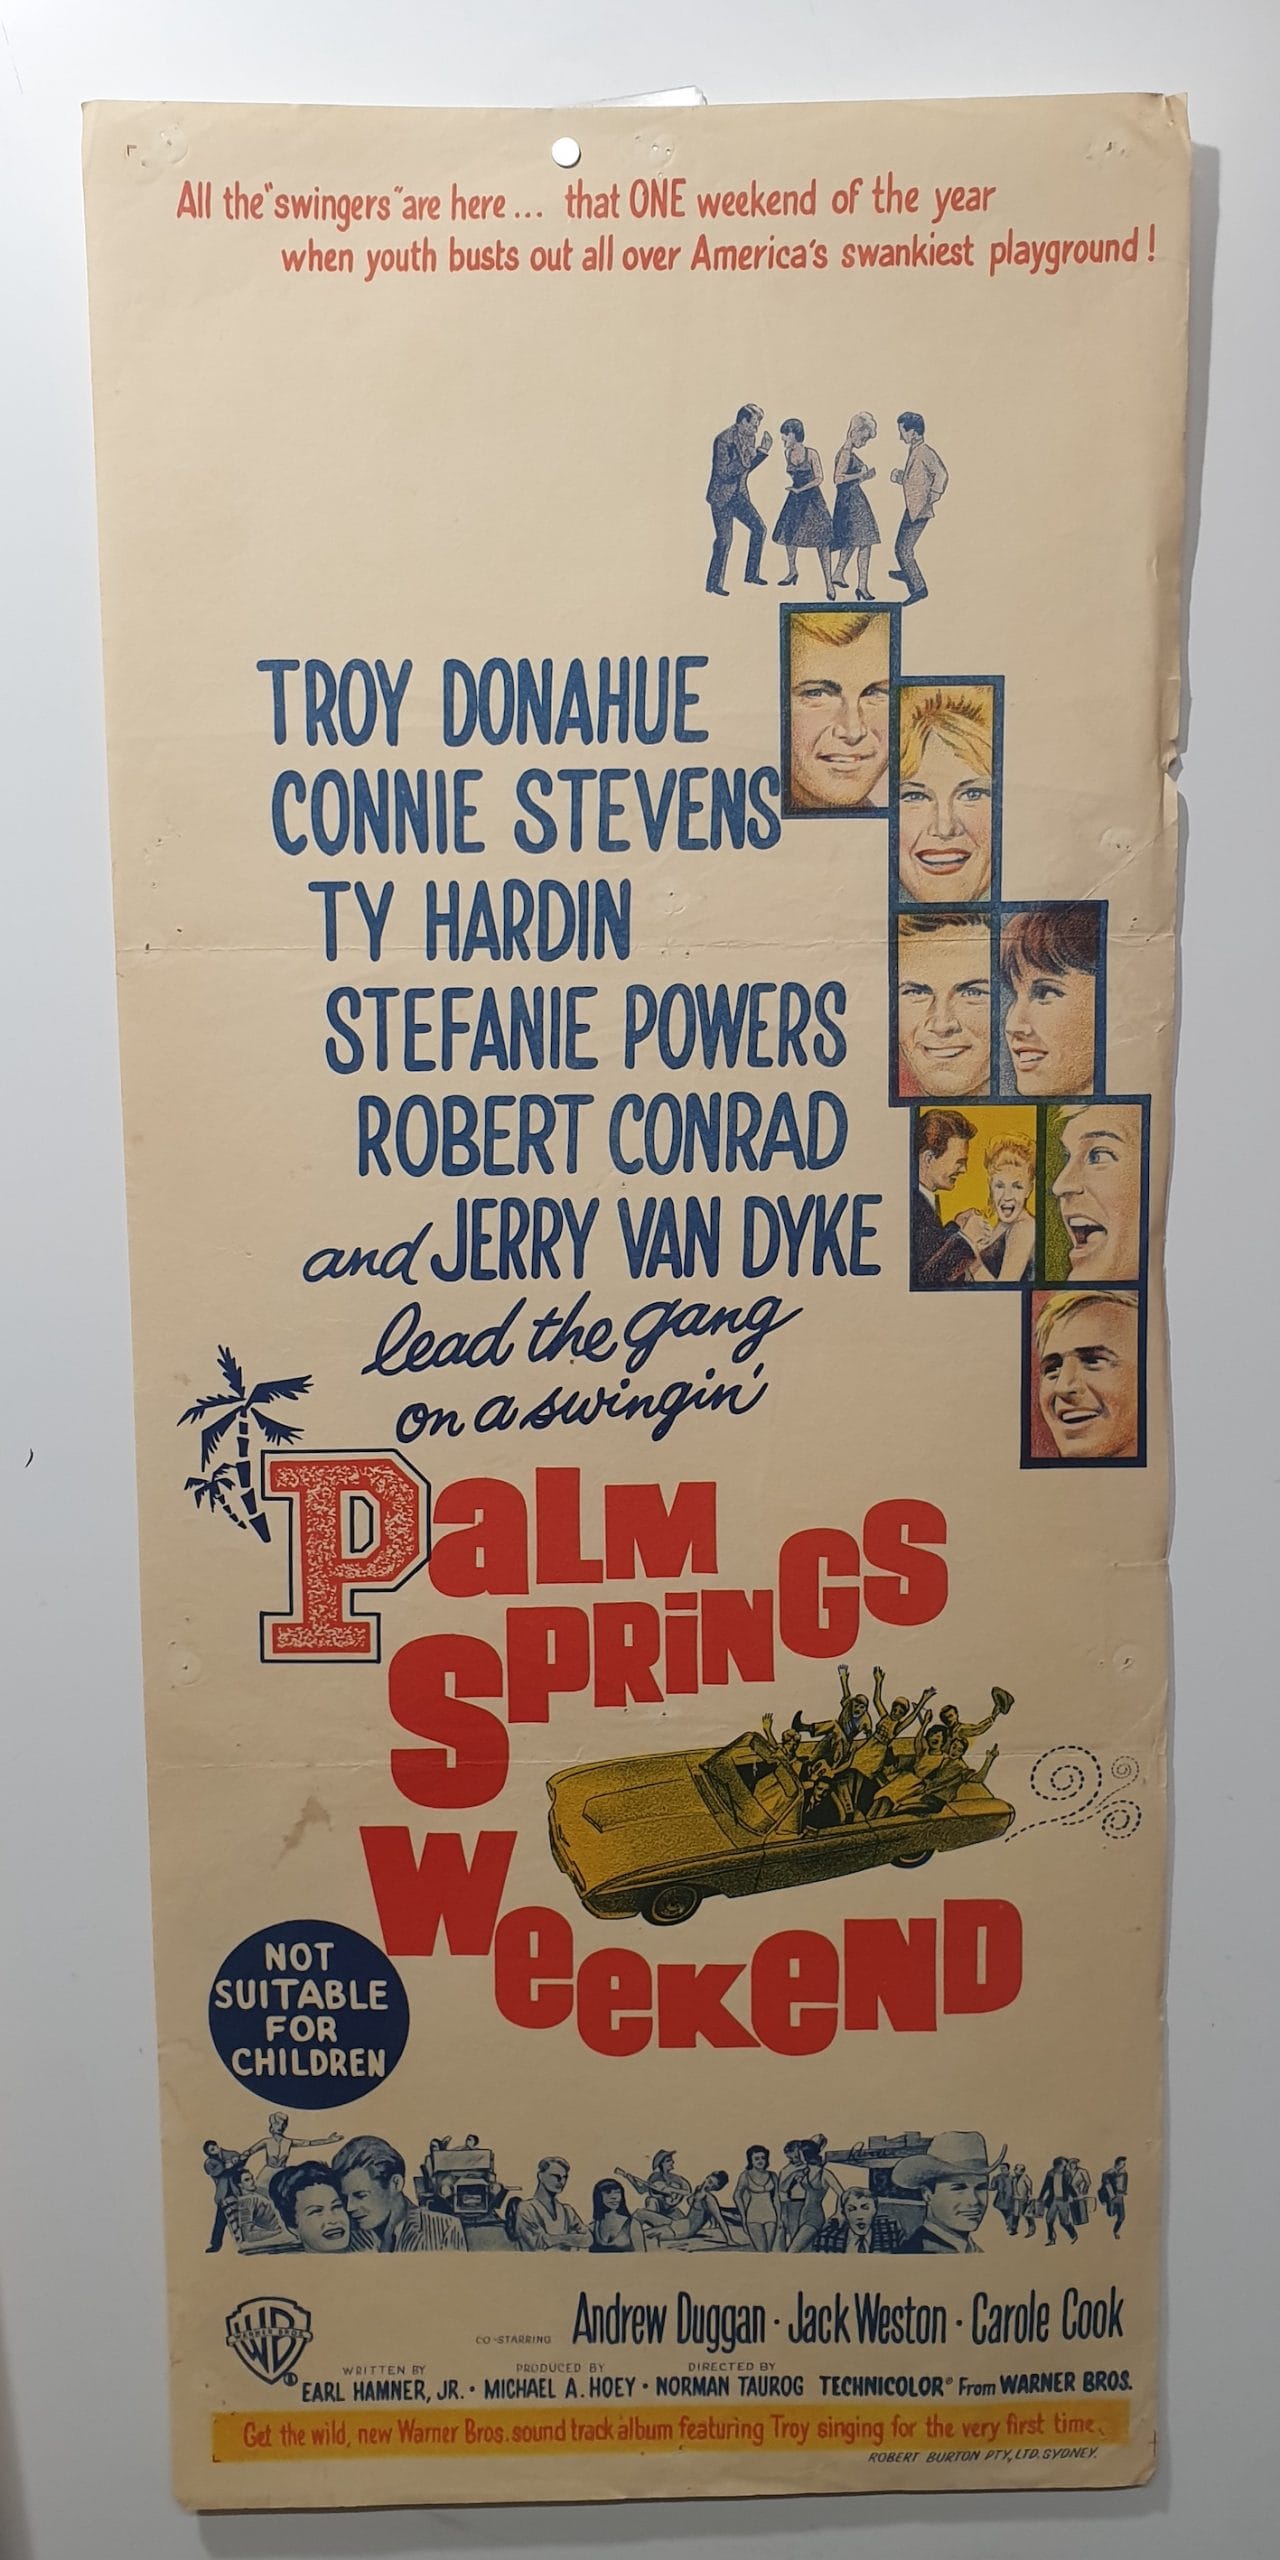 All the "swingers" are here... that ONE weekend of the year
when youth busts out all over America's swankiest playground!
TROY DONAHUE
CONNIE STEVENS
TY HARDIN
STEFANIE POWERS
ROBERT CONRAD
and JERRY VAN DYKE
lead the gang
on a swingin'
PALM
SPRINGS
WEEKEND
NOT
SUITABLE
FOR
CHILDREN
WB
WARNER BROS
CO-STARRING Andrew Duggan · Jack Weston · Carole Cook
WRITTEN BY PRODUCED BY DIRECTED BY
EARL HAMNER, JR. · MICHAEL A. HOEY · NORMAN TAUROG TECHNICOLOR® From WARNER BROS.
Get the wild, new Warner Bros. sound track album featuring Troy singing for the very first time.
ROBERT BURTON PTY, LTD. SYDNEY.